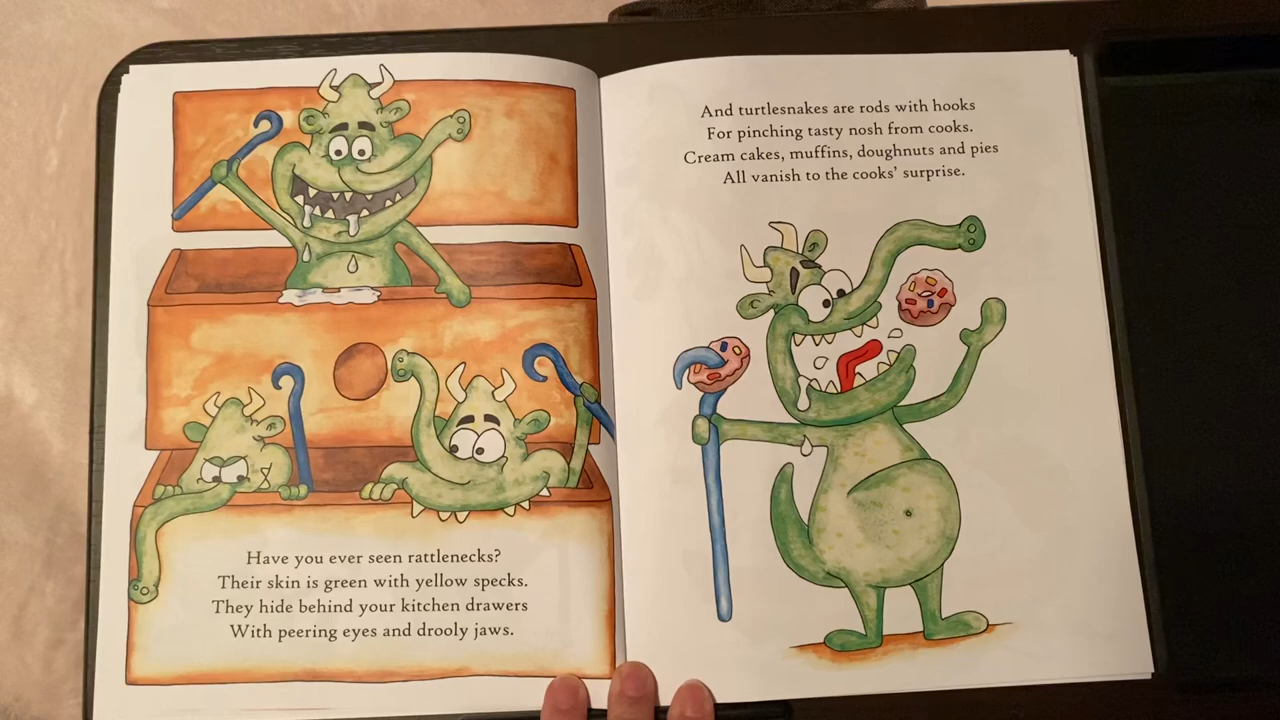 Have you ever seen rattlenecks?
Their skin is green with yellow specks.
They hide behind your kitchen drawers
With peering eyes and drooly jaws.
And turtlesnakes are rods with hooks
For pinching tasty nosh from cooks.
Cream cakes, muffins, doughnuts and pies
All vanish to the cooks’ surprise.